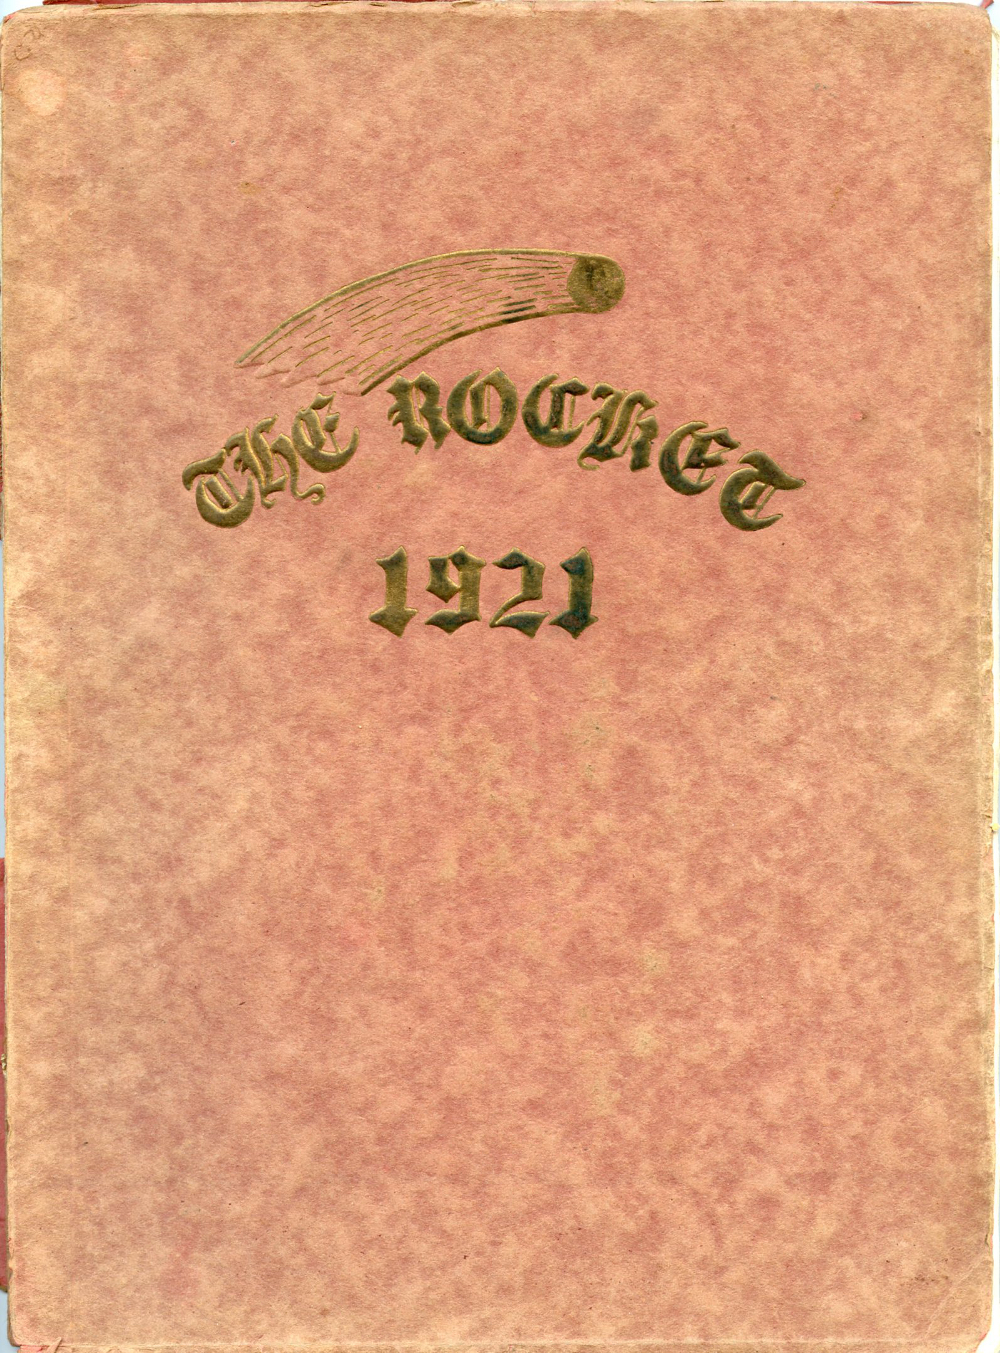 THE ROCKET
1921